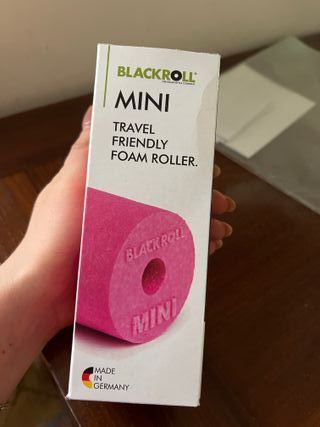 BLACKROLL®
MINI
TRAVEL
FRIENDLY
FOAM ROLLER.
BLACKROLL
MINI
MADE
IN
GERMANY